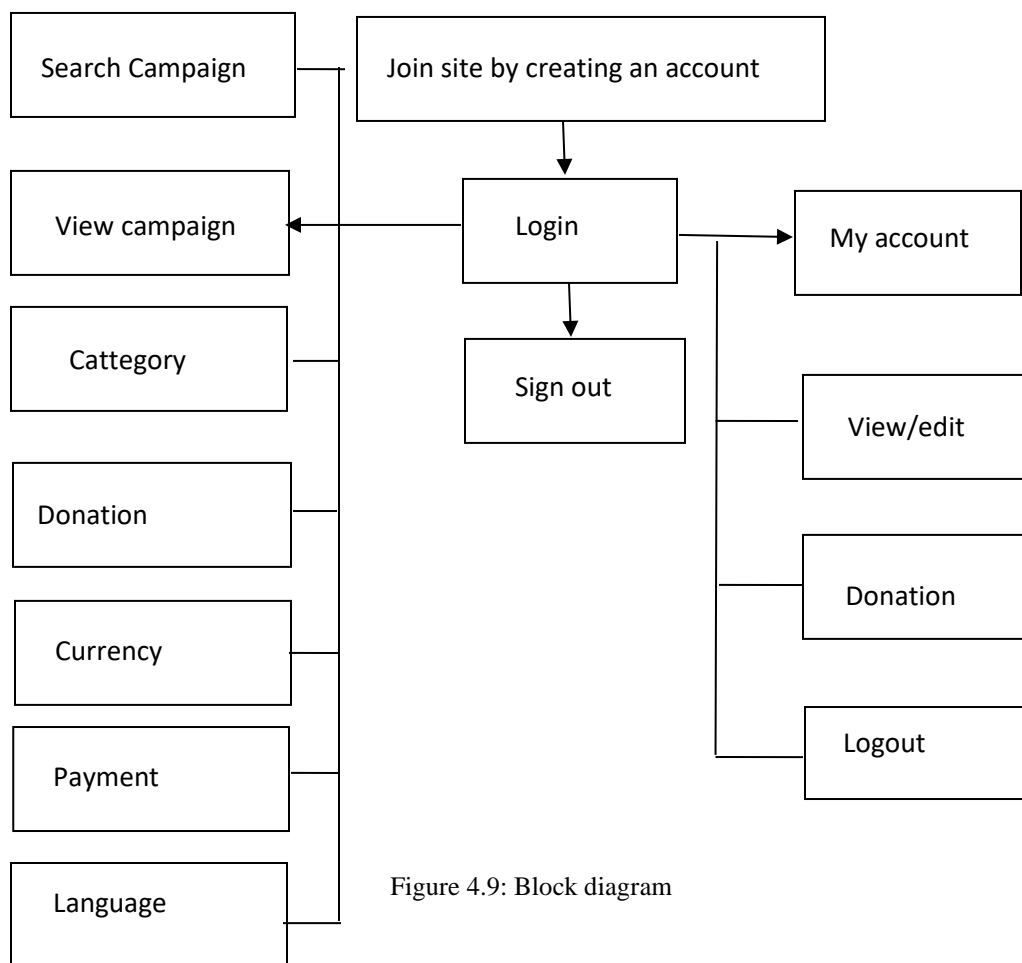 Search Campaign
Join site by creating an account
View campaign
Login
My account
Cattegory
Sign out
View/edit
Donation
Donation
Currency
Logout
Payment
Language
Figure 4.9: Block diagram